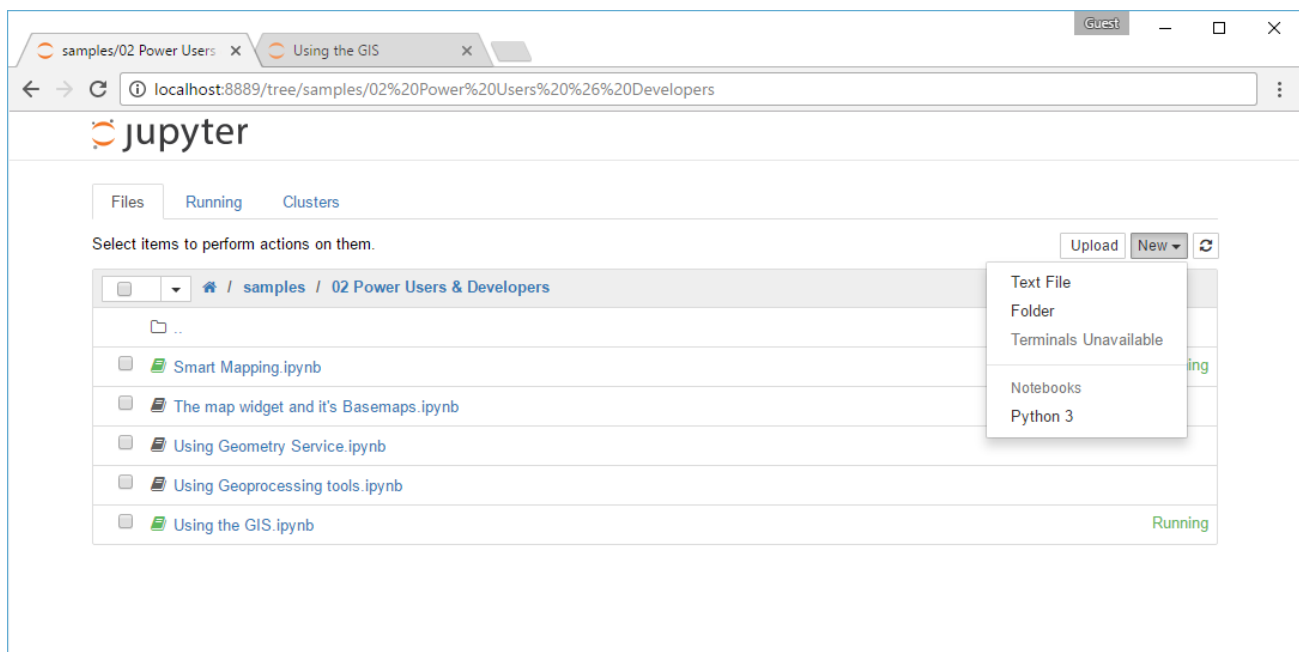 Guest
samples/02 Power Users
Using the GIS
localhost:8889/tree/samples/02%20Power%20Users%20%26%20Developers
jupyter
Files Running Clusters
Select items to perform actions on them.
Upload New
/ samples / 02 Power Users & Developers
Text File
Folder
Terminals Unavailable
Notebooks
Python 3
..
Smart Mapping.ipynb
ing
The map widget and it's Basemaps.ipynb
Using Geometry Service.ipynb
Using Geoprocessing tools.ipynb
Using the GIS.ipynb
Running